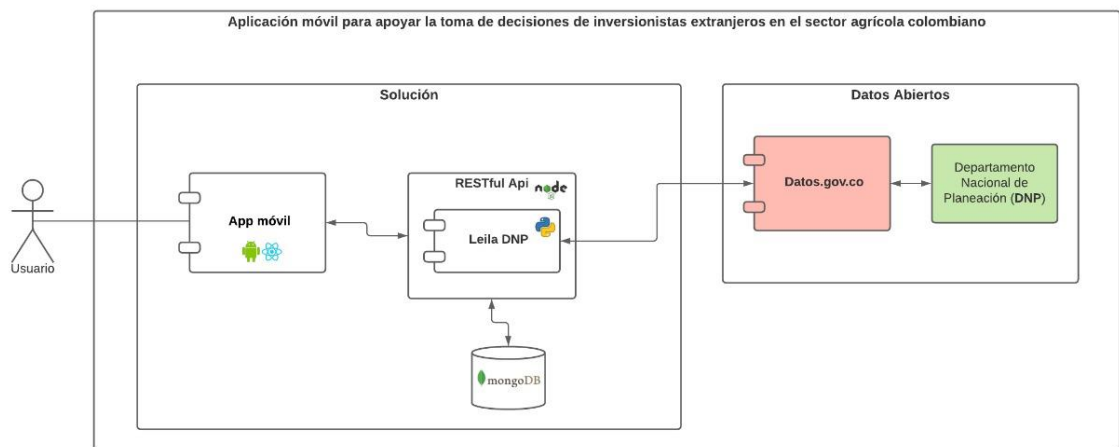 Aplicación móvil para apoyar la toma de decisiones de inversionistas extranjeros en el sector agrícola colombiano
Solución
Datos Abiertos
RESTful Api
node
App móvil
Leila DNP
Datos.gov.co
Departamento
Nacional de
Planeación (DNP)
Usuario
mongoDB